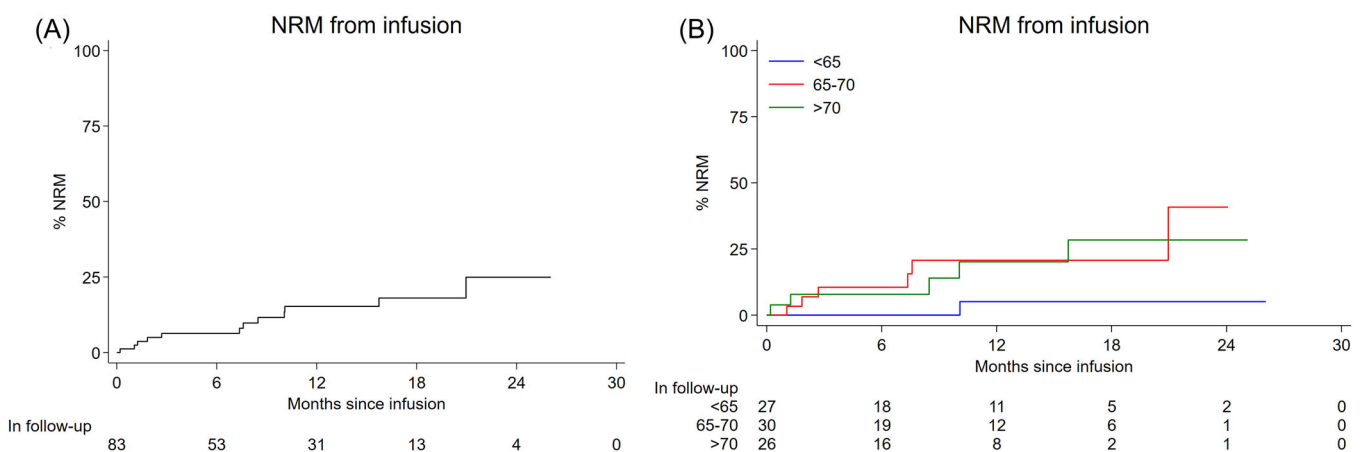 (A)
NRM from infusion
% NRM
100
75
50
25
0
0 6 12 18 24 30
Months since infusion
In follow-up
83 53 31 13 4 0
(B)
NRM from infusion
<65
65-70
>70
% NRM
100
75
50
25
0
0 6 12 18 24 30
Months since infusion
In follow-up
<65 27 18 11 5 2 0
65-70 30 19 12 6 1 0
>70 26 16 8 2 1 0